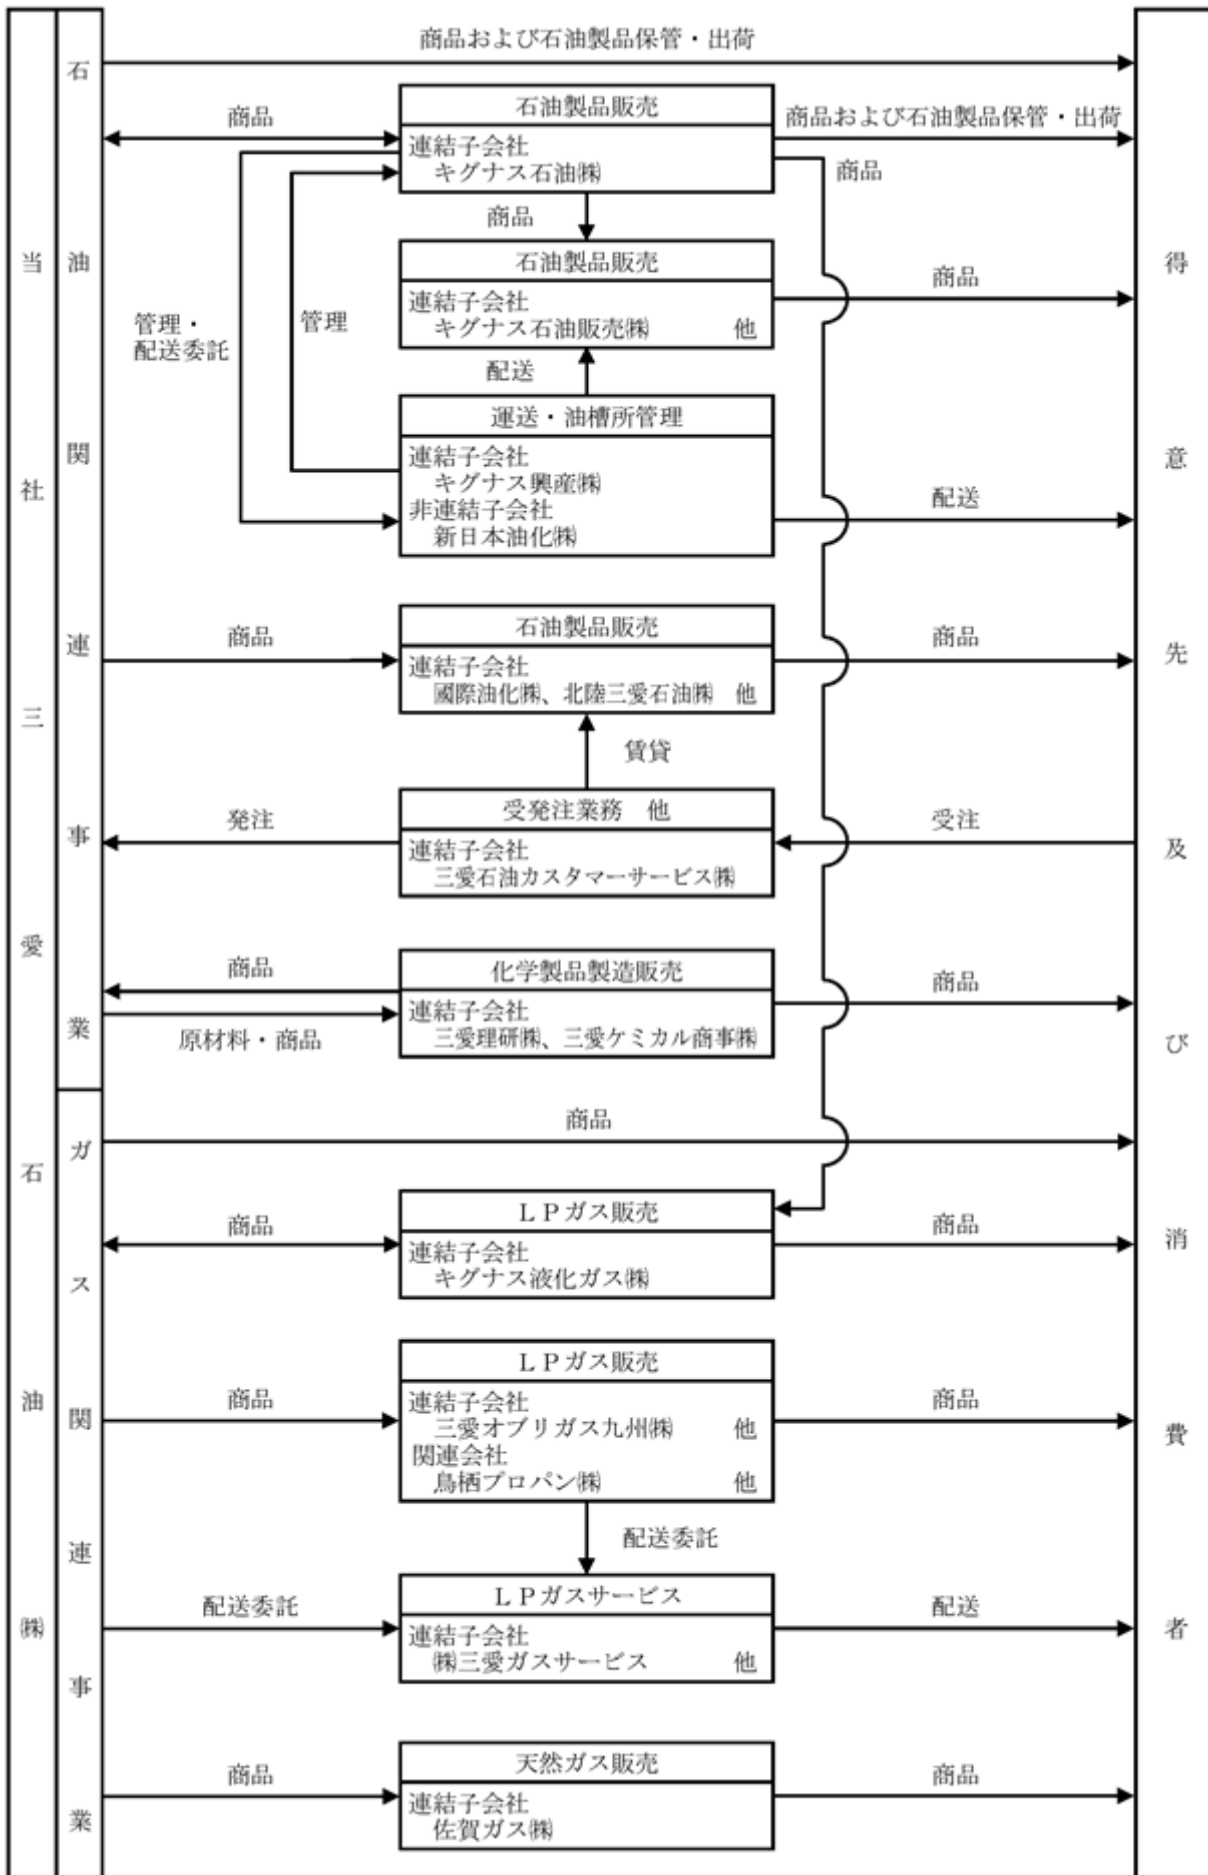 当社三愛石油㈱
石油関連事業
ガス関連事業
得意先及び消費者
商品および石油製品保管・出荷
商品
石油製品販売
連結子会社
キグナス石油㈱
商品および石油製品保管・出荷
商品
商品
石油製品販売
連結子会社
キグナス石油販売㈱ 他
商品
管理・
配送委託
管理
配送
運送・油槽所管理
連結子会社
キグナス興産㈱
非連結子会社
新日本油化㈱
配送
商品
石油製品販売
連結子会社
國際油化㈱、北陸三愛石油㈱ 他
商品
賃貸
発注
受発注業務 他
連結子会社
三愛石油カスタマーサービス㈱
受注
商品
原材料・商品
化学製品製造販売
連結子会社
三愛理研㈱、三愛ケミカル商事㈱
商品
商品
商品
LPガス販売
連結子会社
キグナス液化ガス㈱
商品
商品
LPガス販売
連結子会社
三愛オブリガス九州㈱ 他
関連会社
鳥栖プロパン㈱ 他
商品
配送委託
配送委託
LPガスサービス
連結子会社
㈱三愛ガスサービス 他
配送
商品
天然ガス販売
連結子会社
佐賀ガス㈱
商品